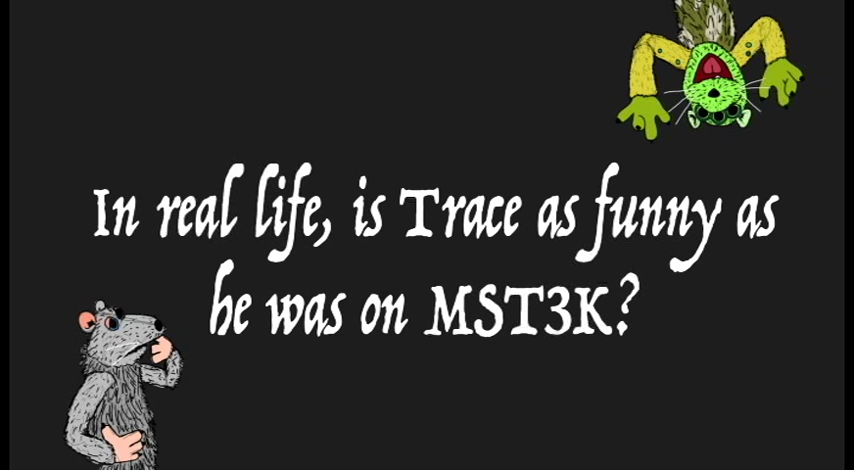 In real life, is Trace as funny as
he was on MST3K?